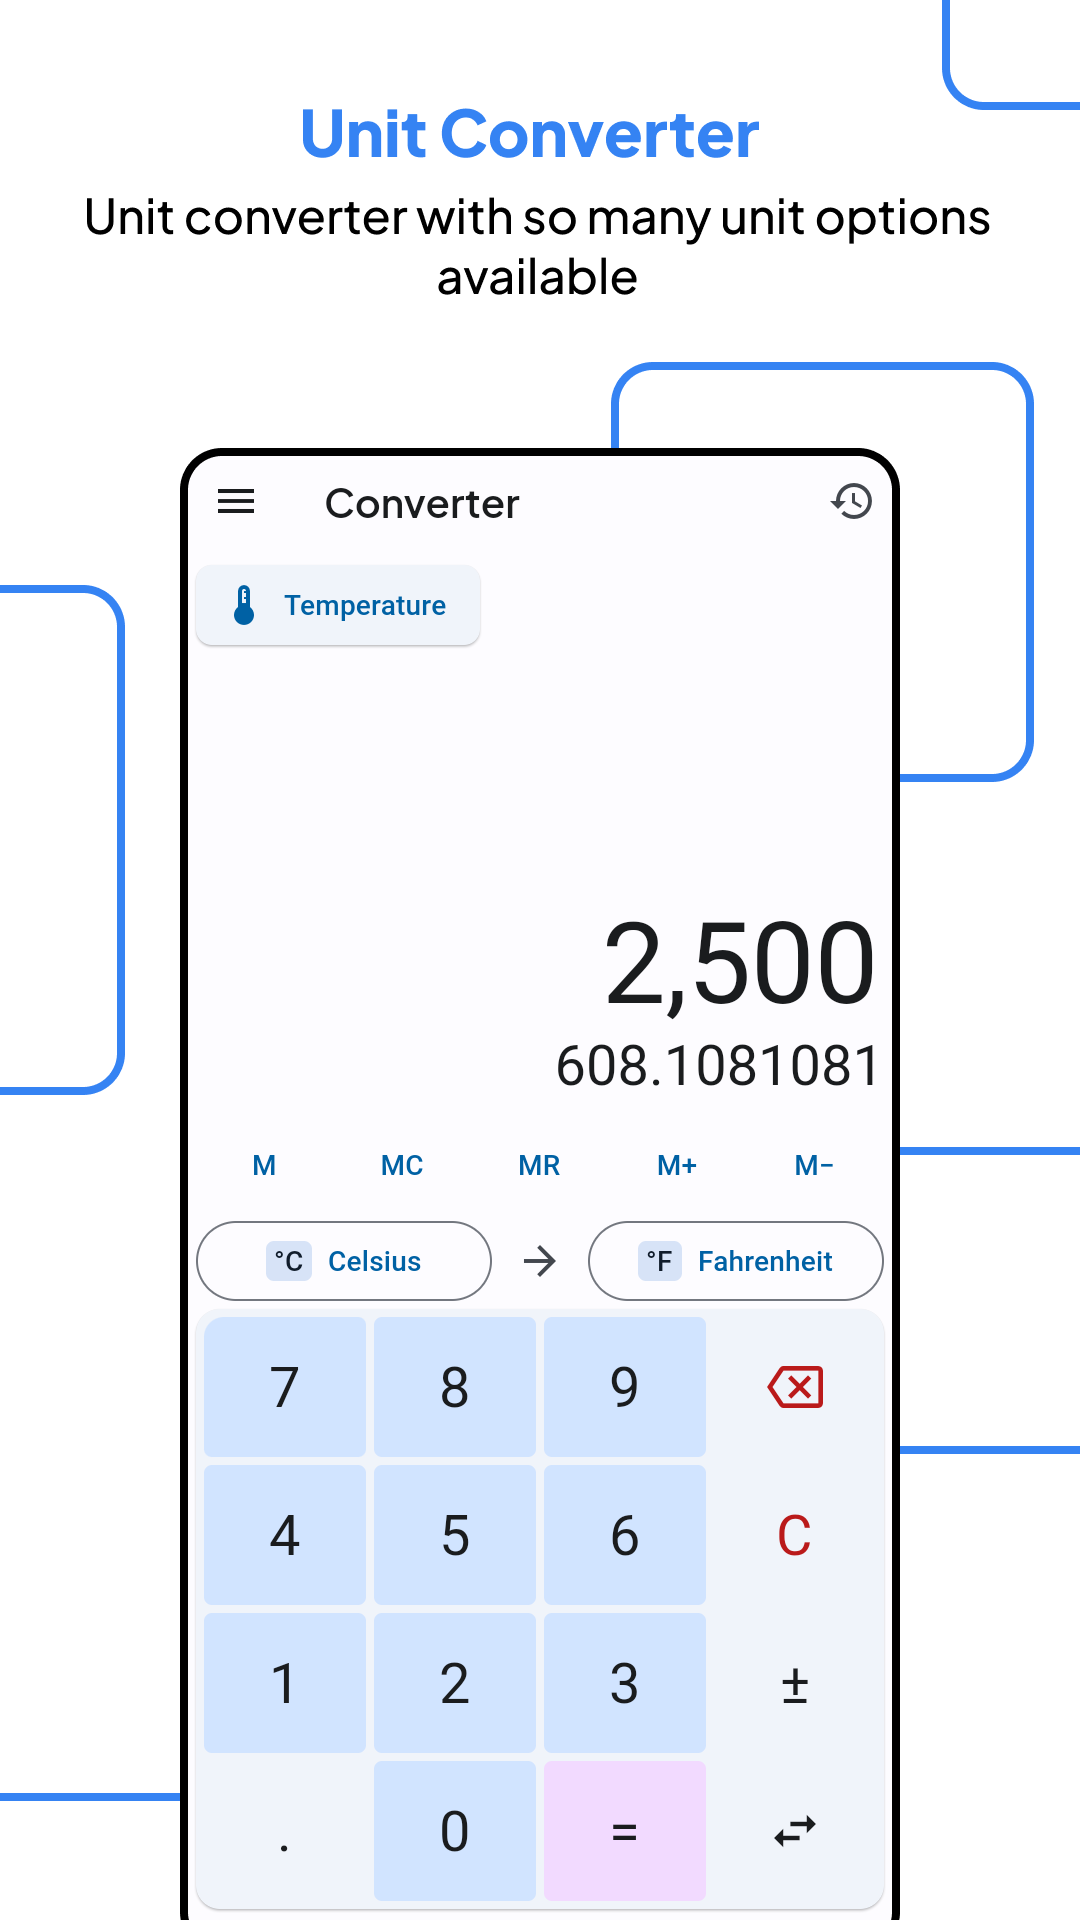 Unit Converter
Unit converter with so many unit options
available
Converter
Temperature
2,500
608.1081081
M MC MR M+ M−
°C Celsius → °F Fahrenheit
7 8 9
4 5 6 C
1 2 3 ±
. 0 =